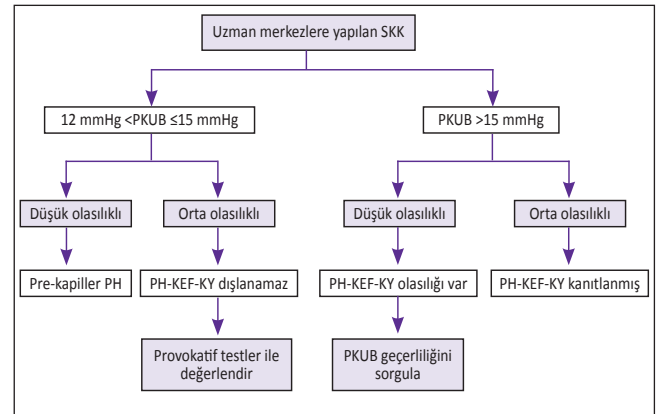 Uzman merkezlere yapılan SKK
12 mmHg <PKUB ≤15 mmHg
PKUB >15 mmHg
Düşük olasılıklı
Orta olasılıklı
Düşük olasılıklı
Orta olasılıklı
Pre-kapiller PH
PH-KEF-KY dışlanamaz
PH-KEF-KY olasılığı var
PH-KEF-KY kanıtlanmış
Provokatif testler ile
değerlendir
PKUB geçerliliğini
sorgula